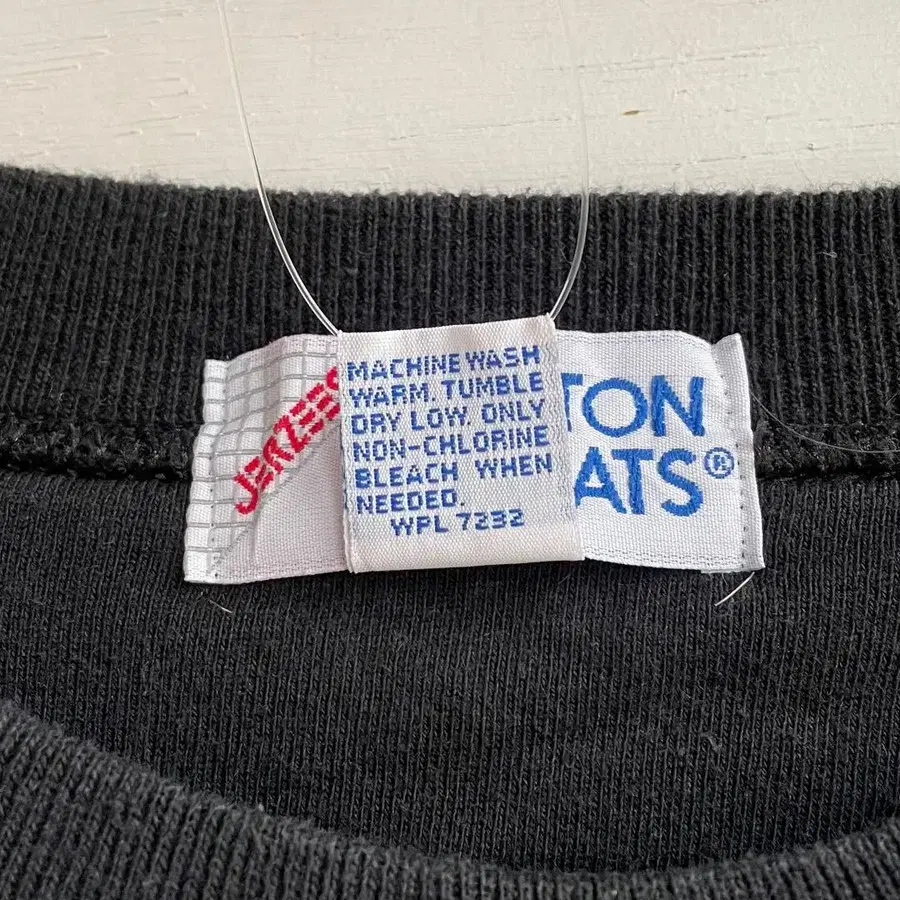 JERZEES
MACHINE WASH
WARM. TUMBLE
DRY LOW. ONLY
NON-CHLORINE
BLEACH WHEN
NEEDED.
WPL 7232
TON
ATS®